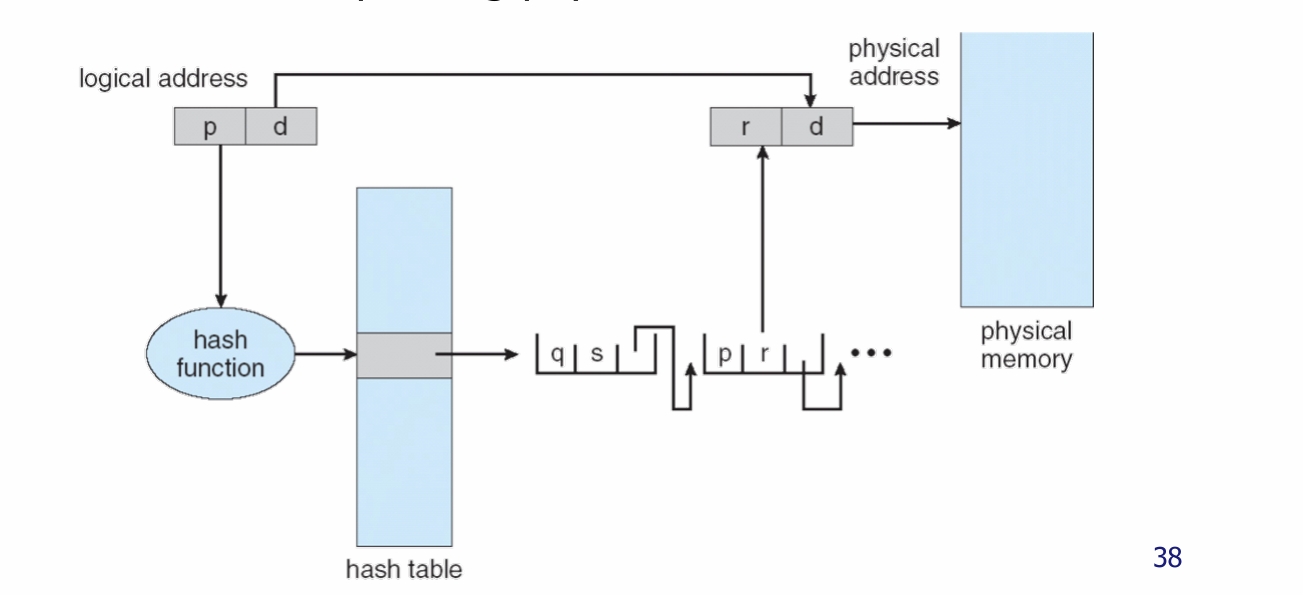 logical address
physical
address
p d
r d
hash
function
q s
p r
•••
physical
memory
hash table
38